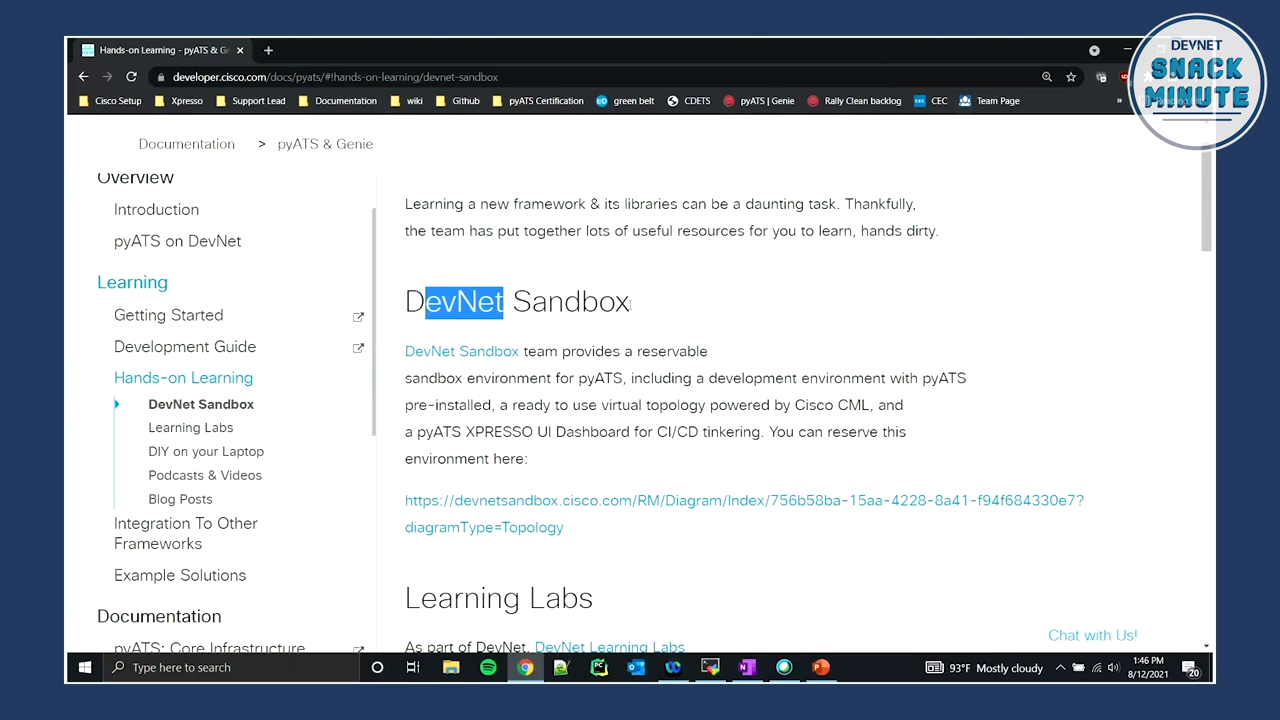 DEVNET
SNACK
MINUTE
Hands-on Learning - pyATS & G
developer.cisco.com/docs/pyats/#!hands-on-learning/devnet-sandbox
Cisco Setup
Xpresso
Support Lead
Documentation
wiki
Github
pyATS Certification
green belt
CDETS
pyATS | Genie
Rally Clean backlog
CEC
Team Page
»
Documentation > pyATS & Genie
Overview
Introduction
pyATS on DevNet
Learning
Getting Started
Development Guide
Hands-on Learning
DevNet Sandbox
Learning Labs
DIY on your Laptop
Podcasts & Videos
Blog Posts
Integration To Other
Frameworks
Example Solutions
Documentation
pyATS: Core Infrastructure
Learning a new framework & its libraries can be a daunting task. Thankfully,
the team has put together lots of useful resources for you to learn, hands dirty.
DevNet Sandbox
DevNet Sandbox team provides a reservable
sandbox environment for pyATS, including a development environment with pyATS
pre-installed, a ready to use virtual topology powered by Cisco CML, and
a pyATS XPRESSO UI Dashboard for CI/CD tinkering. You can reserve this
environment here:
https://devnetsandbox.cisco.com/RM/Diagram/Index/756b58ba-15aa-4228-8a41-f94f684330e7?
diagramType=Topology
Learning Labs
As part of DevNet, DevNet Learning Labs
Chat with Us!
Type here to search
93°F Mostly cloudy
1:46 PM
8/12/2021
20